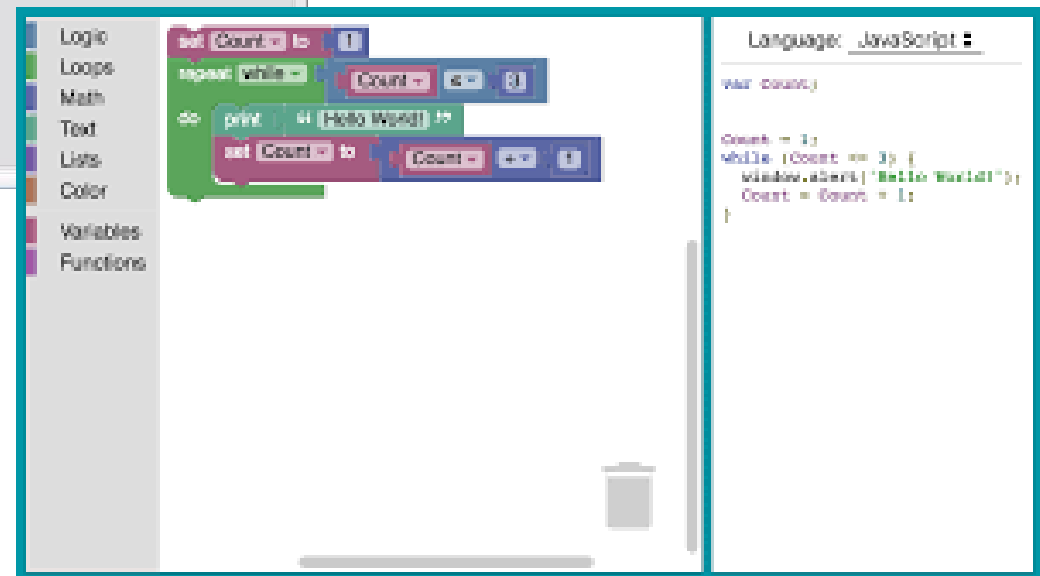 Logic
Loops
Math
Text
Lists
Color
Variables
Functions
set Count to 1
repeat while Count ≤ 3
do print “ Hello World! ”
set Count to Count + 1
Language: JavaScript
var Count;
Count = 1;
while (Count <= 3) {
window.alert('Hello World!');
Count = Count + 1;
}